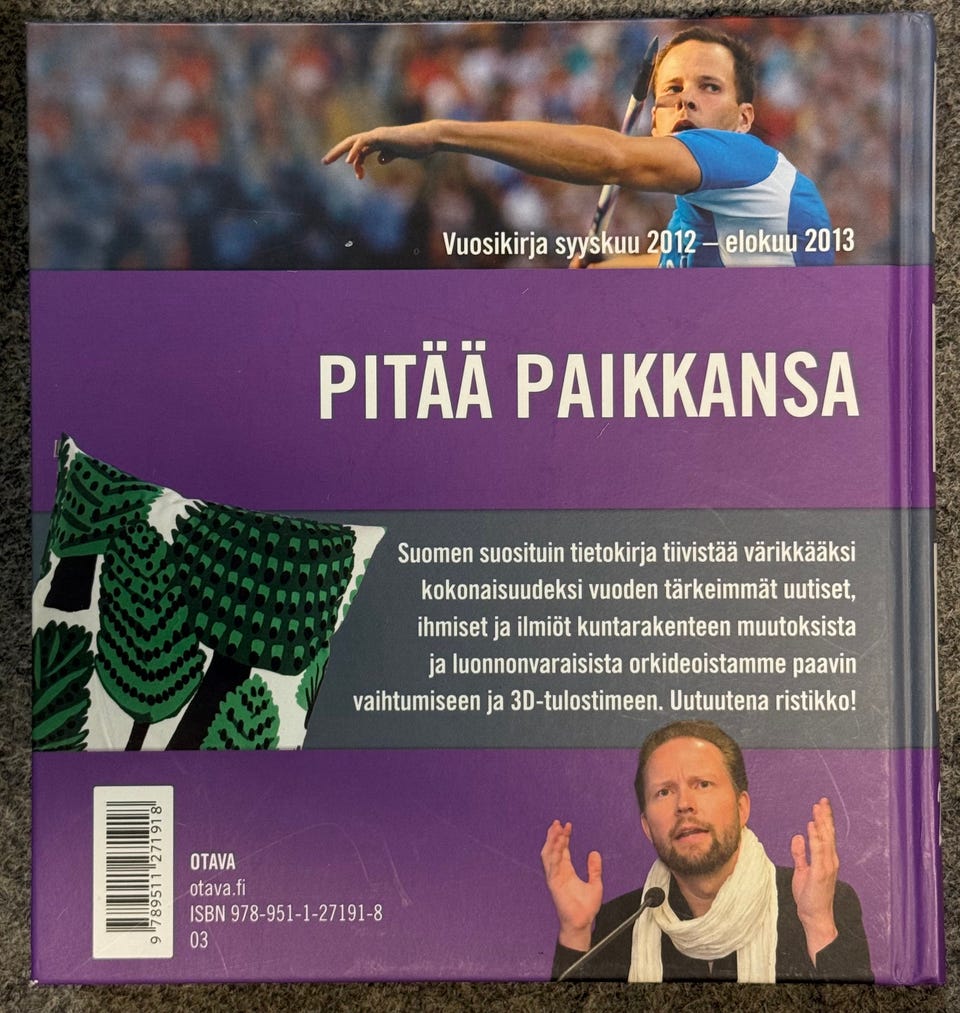 Vuosikirja syyskuu 2012 – elokuu 2013
PITÄÄ PAIKKANSA
Suomen suosituin tietokirja tiivistää värikkääksi
kokonaisuudeksi vuoden tärkeimmät uutiset,
ihmiset ja ilmiöt kuntarakenteen muutoksista
ja luonnonvaraisista orkideoistamme paavin
vaihtumiseen ja 3D-tulostimeen. Uutuutena ristikko!
9 789511 271918
OTAVA
otava.fi
ISBN 978-951-1-27191-8
03